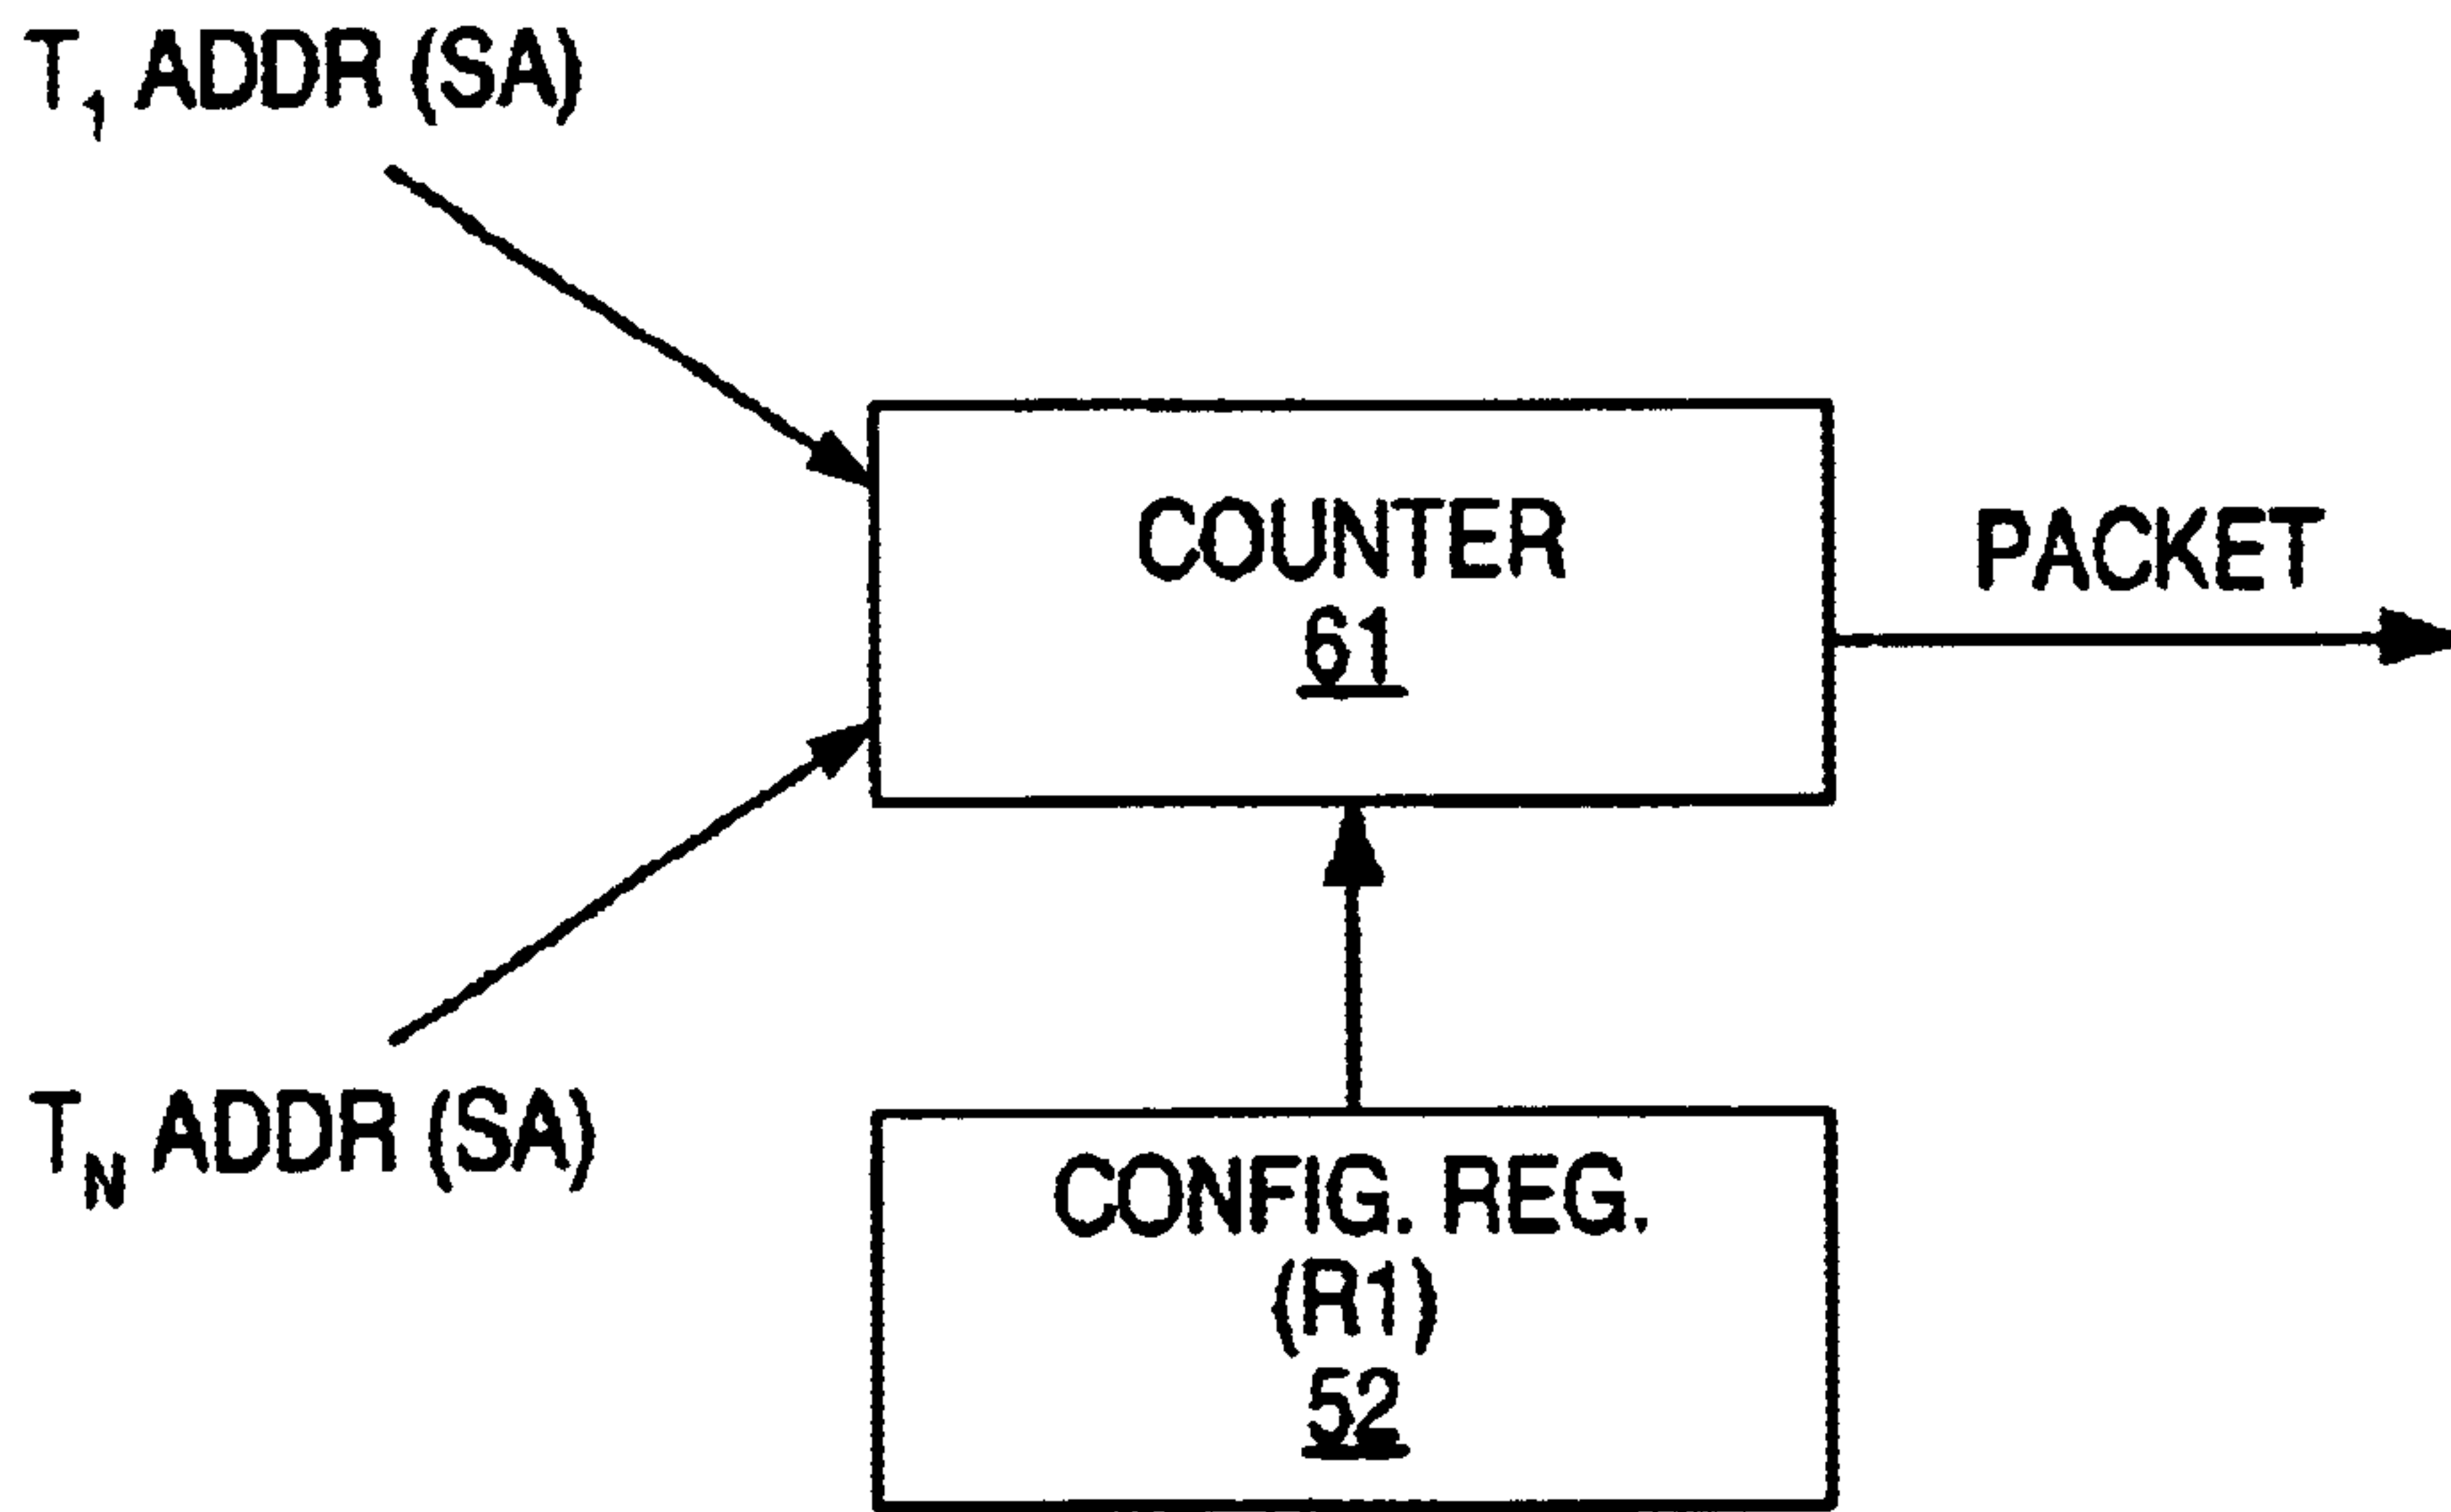 T1 ADDR (SA)
COUNTER
61
PACKET
TN ADDR (SA)
CONFIG. REG.
(R1)
52